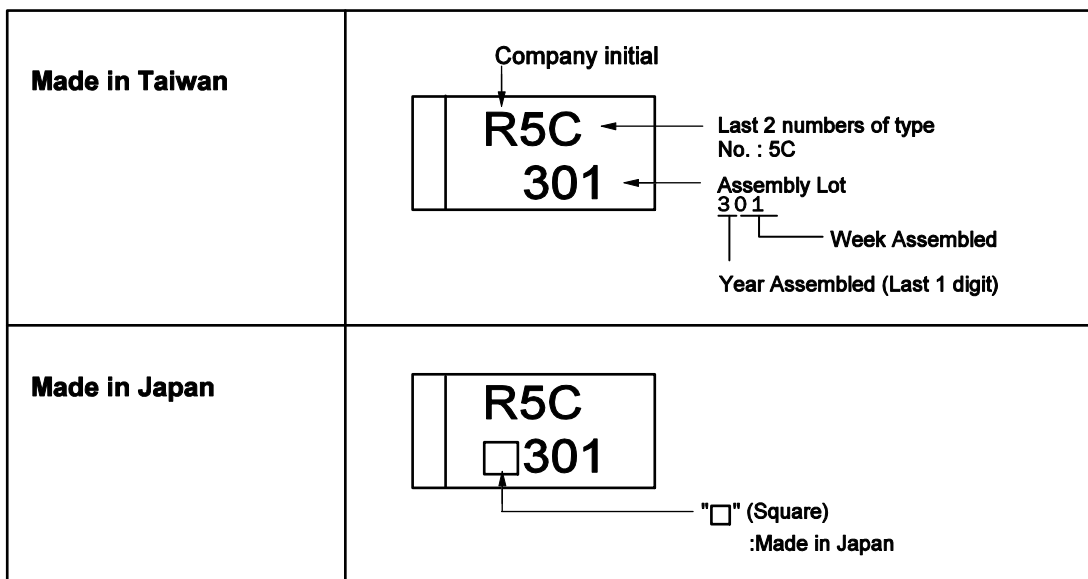 Made in Taiwan
Company initial
R5C
Last 2 numbers of type
No. : 5C
301
Assembly Lot
301
Week Assembled
Year Assembled (Last 1 digit)
Made in Japan
R5C
□301
"□" (Square)
:Made in Japan